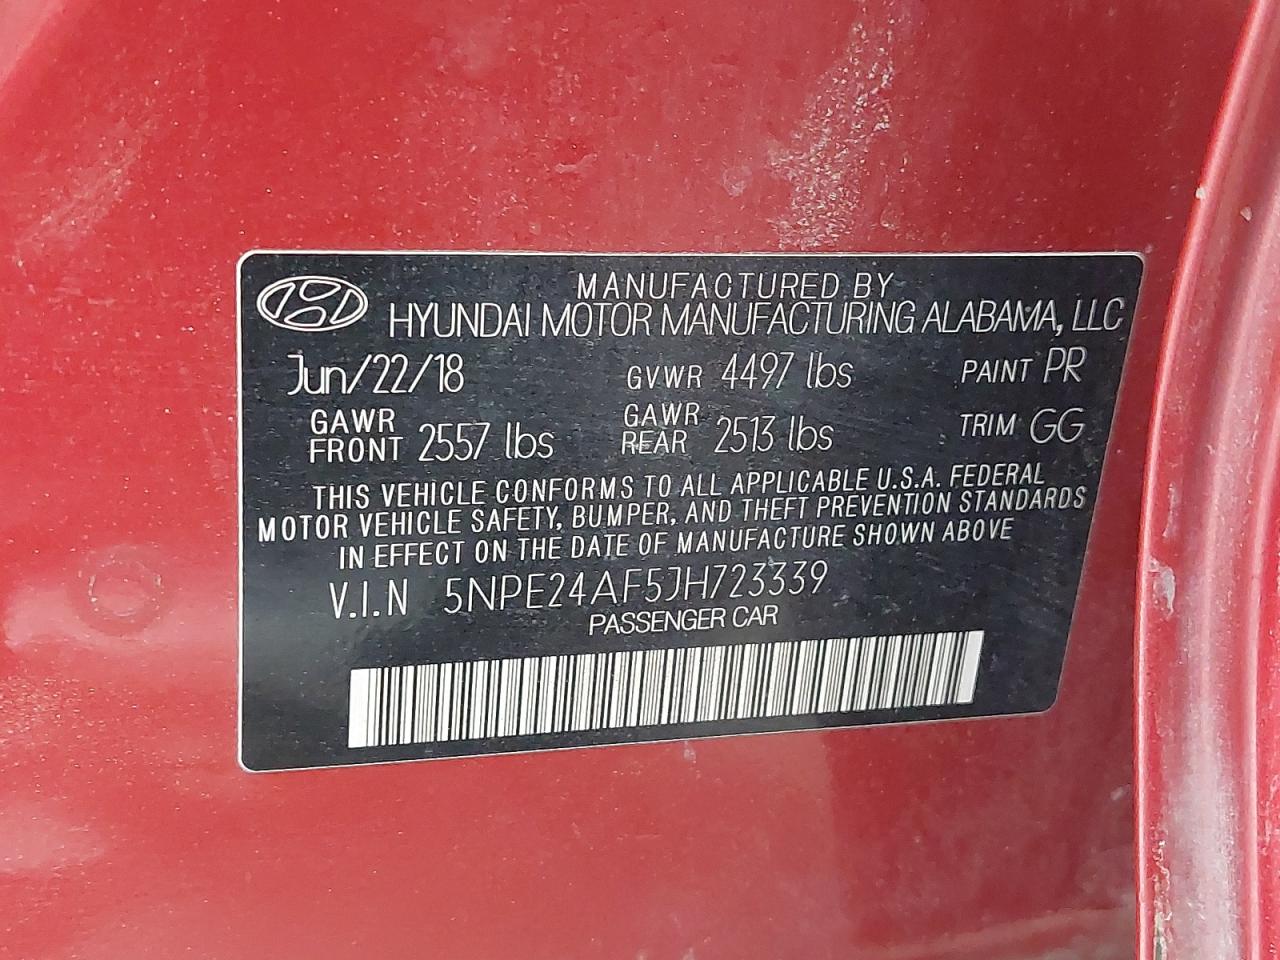 MANUFACTURED BY
HYUNDAI MOTOR MANUFACTURING ALABAMA, LLC
Jun/22/18 GVWR 4497 lbs PAINT PR
GAWR FRONT 2557 lbs GAWR REAR 2513 lbs TRIM GG
THIS VEHICLE CONFORMS TO ALL APPLICABLE U.S.A. FEDERAL
MOTOR VEHICLE SAFETY, BUMPER, AND THEFT PREVENTION STANDARDS
IN EFFECT ON THE DATE OF MANUFACTURE SHOWN ABOVE
V.I.N 5NPE24AF5JH723339
PASSENGER CAR